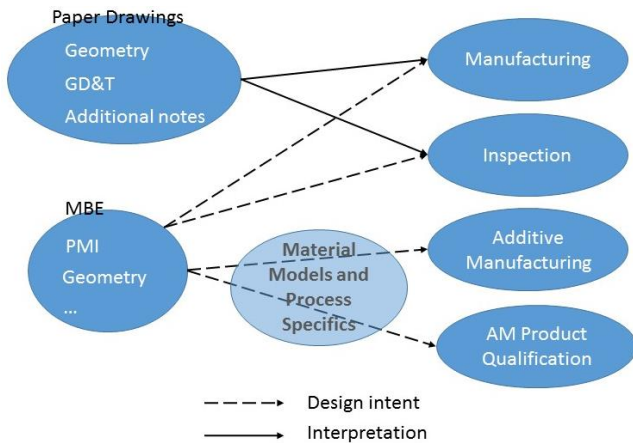 Paper Drawings
Geometry
GD&T
Additional notes
Manufacturing
Inspection
MBE
PMI
Geometry
...
Material
Models and
Process
Specifics
Additive
Manufacturing
AM Product
Qualification
Design intent
Interpretation